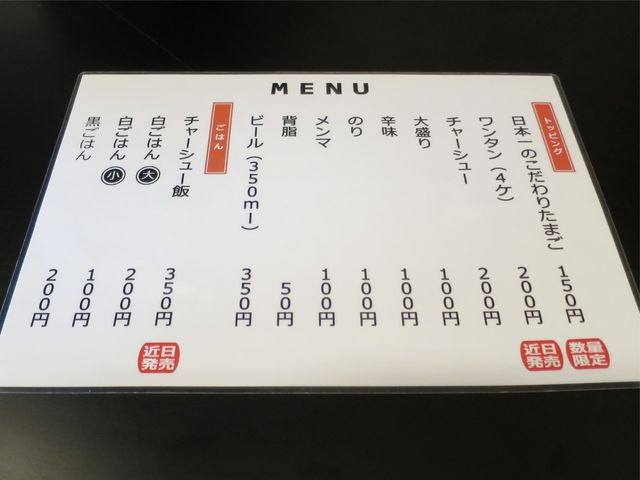 MENU
トッピング
日本一のこだわりたまご 150円 数量限定
ワンタン(4ケ) 200円 近日発売
チャーシュー 200円
大盛り 100円
辛味 100円
のり 100円
メンマ 100円
背脂 50円
ビール(350ml) 350円
ごはん
チャーシュー飯 350円 近日発売
白ごはん 大 200円
白ごはん 小 100円
黒ごはん 200円